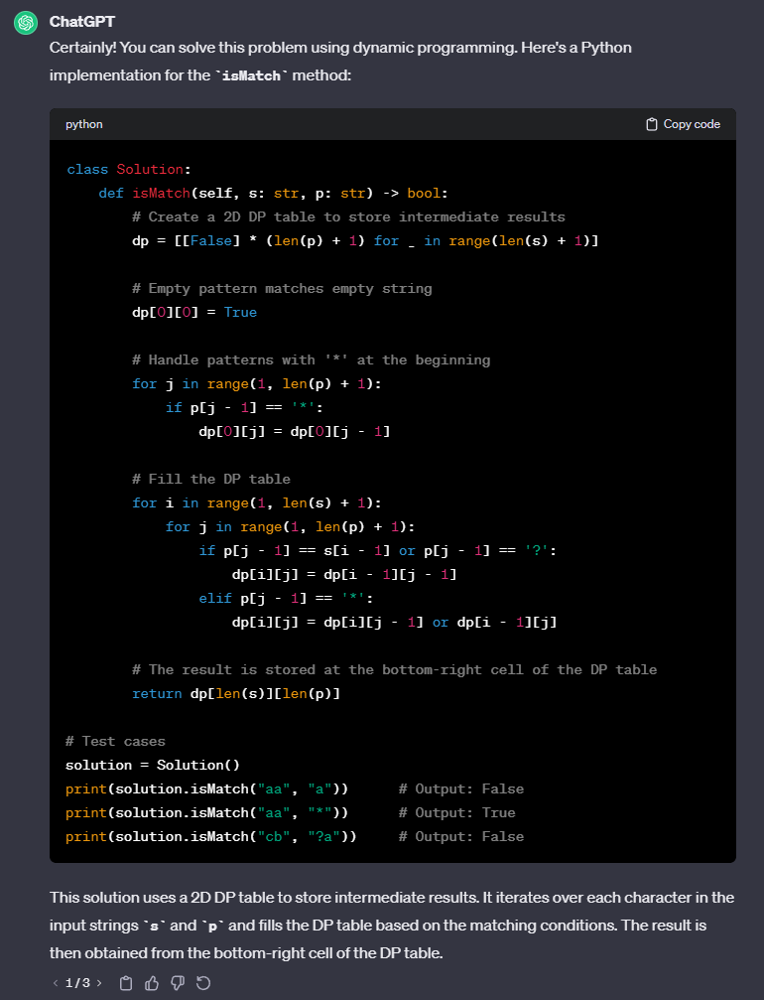 ChatGPT
Certainly! You can solve this problem using dynamic programming. Here's a Python
implementation for the `isMatch` method:
python
Copy code
class Solution:
    def isMatch(self, s: str, p: str) -> bool:
        # Create a 2D DP table to store intermediate results
        dp = [[False] * (len(p) + 1) for _ in range(len(s) + 1)]
        # Empty pattern matches empty string
        dp[0][0] = True
        # Handle patterns with '*' at the beginning
        for j in range(1, len(p) + 1):
            if p[j - 1] == '*':
                dp[0][j] = dp[0][j - 1]
        # Fill the DP table
        for i in range(1, len(s) + 1):
            for j in range(1, len(p) + 1):
                if p[j - 1] == s[i - 1] or p[j - 1] == '?':
                    dp[i][j] = dp[i - 1][j - 1]
                elif p[j - 1] == '*':
                    dp[i][j] = dp[i][j - 1] or dp[i - 1][j]
        # The result is stored at the bottom-right cell of the DP table
        return dp[len(s)][len(p)]
# Test cases
solution = Solution()
print(solution.isMatch("aa", "a"))      # Output: False
print(solution.isMatch("aa", "*"))      # Output: True
print(solution.isMatch("cb", "?a"))     # Output: False
This solution uses a 2D DP table to store intermediate results. It iterates over each character in the
input strings `s` and `p` and fills the DP table based on the matching conditions. The result is
then obtained from the bottom-right cell of the DP table.
< 1/3 >